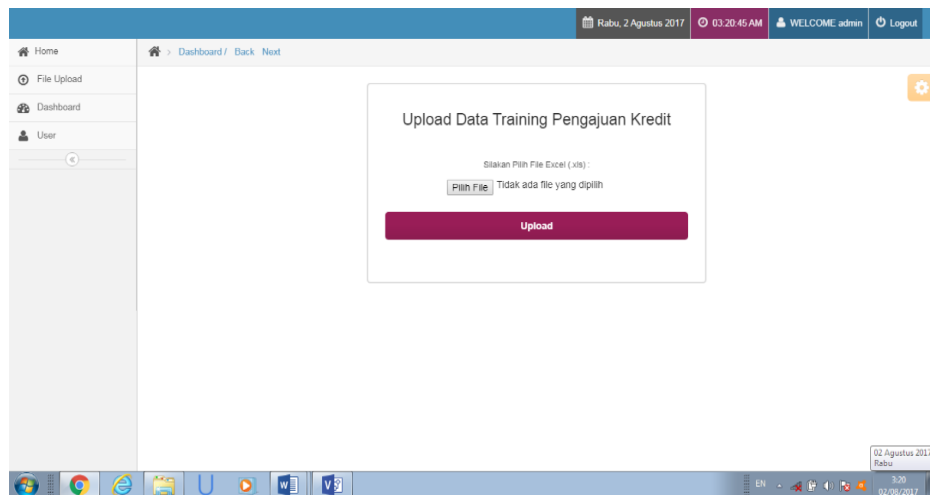 Rabu, 2 Agustus 2017 03:20:45 AM WELCOME admin Logout
Home
> Dashboard / Back Next
File Upload
Dashboard
User
Upload Data Training Pengajuan Kredit
Silakan Pilih File Excel (.xls) :
Pilih File Tidak ada file yang dipilih
Upload
02 Agustus 2017
Rabu
EN 3:20
02/08/2017